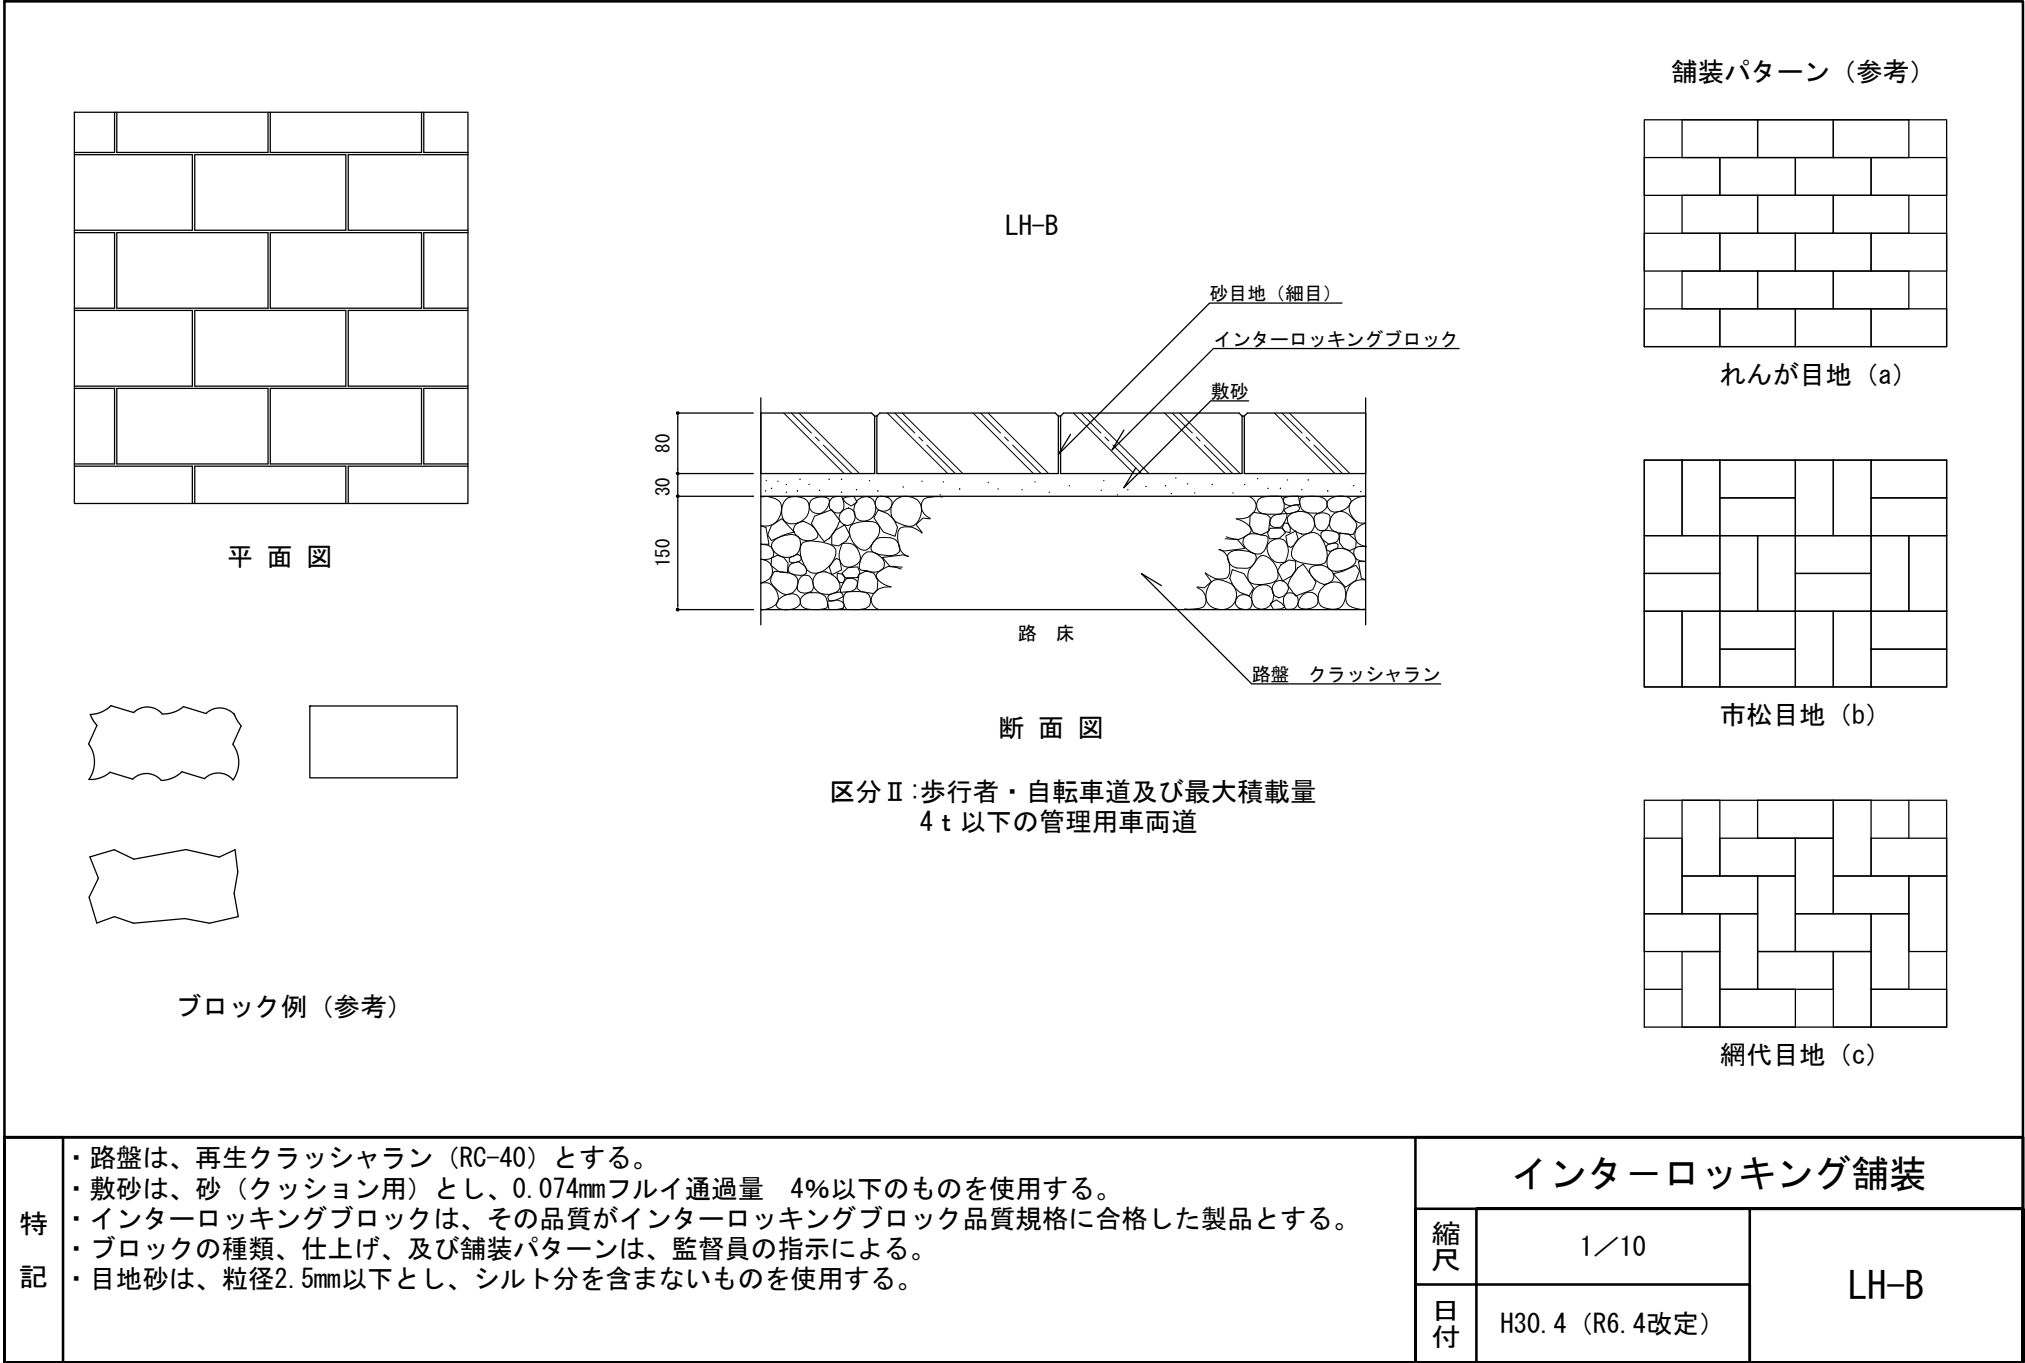 舗装パターン（参考）
LH-B
砂目地（細目）
インターロッキングブロック
敷砂
80
30
150
路　床
路盤　クラッシャラン
平 面 図
断 面 図
区分Ⅱ:歩行者・自転車道及び最大積載量
4ｔ以下の管理用車両道
れんが目地（a）
市松目地（b）
網代目地（c）
ブロック例（参考）
特
記
・路盤は、再生クラッシャラン（RC-40）とする。
・敷砂は、砂（クッション用）とし、0.074㎜フルイ通過量　4%以下のものを使用する。
・インターロッキングブロックは、その品質がインターロッキングブロック品質規格に合格した製品とする。
・ブロックの種類、仕上げ、及び舗装パターンは、監督員の指示による。
・目地砂は、粒径2.5㎜以下とし、シルト分を含まないものを使用する。
インターロッキング舗装
縮尺
1／10
日付
H30.4（R6.4改定）
LH-B